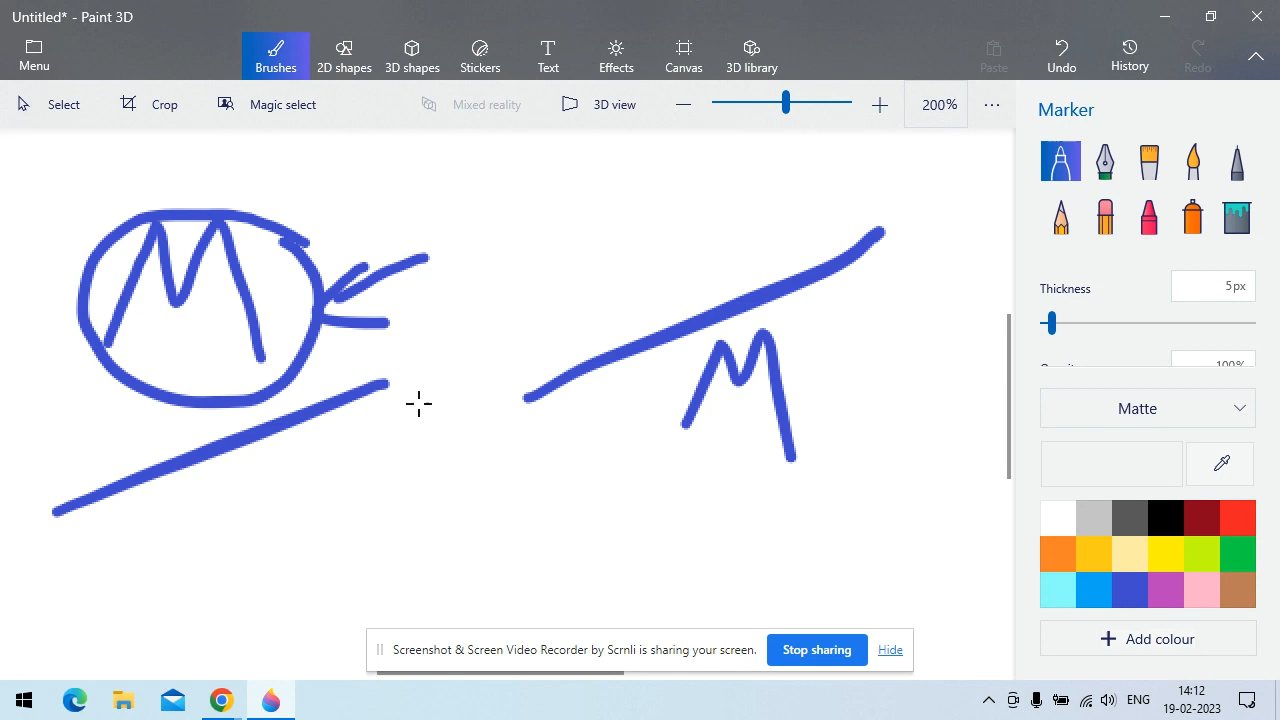 Untitled* - Paint 3D
Menu
Brushes
2D shapes
3D shapes
Stickers
Text
Effects
Canvas
3D library
Paste
Undo
History
Redo
Select
Crop
Magic select
Mixed reality
3D view
200%
Marker
M
M
Thickness
5px
Opacity
100%
Matte
Add colour
Screenshot & Screen Video Recorder by Scrnli is sharing your screen.
Stop sharing
Hide
ENG
14:12
19-02-2023